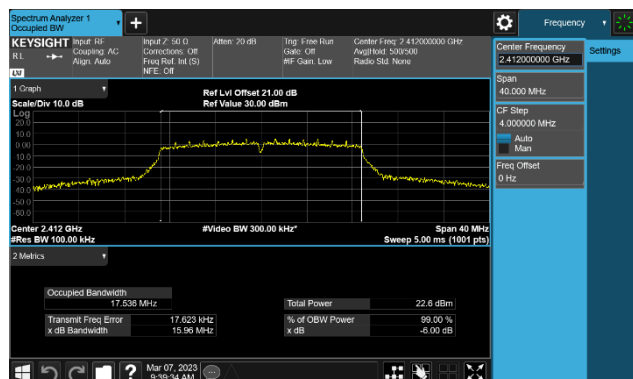 Spectrum Analyzer 1
Occupied BW
Frequency
KEYSIGHT
Input: RF
Coupling: AC
Align: Auto
Input Z: 50 Ω
Corrections: Off
Freq Ref: Int (S)
NFE: Off
Atten: 20 dB
Trig: Free Run
Gate: Off
#IF Gain: Low
Center Freq: 2.412000000 GHz
Avg|Hold: 500/500
Radio Std: None
RL
LXI
Center Frequency
2.412000000 GHz
Settings
Span
40.000 MHz
CF Step
4.000000 MHz
Auto
Man
Freq Offset
0 Hz
1 Graph
Scale/Div 10.0 dB
Ref Lvl Offset 21.00 dB
Ref Value 30.00 dBm
Log
20.0
10.0
0.00
-10.0
-20.0
-30.0
-40.0
-50.0
-60.0
Center 2.412 GHz
#Res BW 100.00 kHz
#Video BW 300.00 kHz*
Span 40 MHz
Sweep 5.00 ms (1001 pts)
2 Metrics
Occupied Bandwidth
17.536 MHz
Total Power 22.6 dBm
Transmit Freq Error 17.623 kHz
% of OBW Power 99.00 %
x dB Bandwidth 15.96 MHz
x dB -6.00 dB
Mar 07, 2023
9:39:34 AM